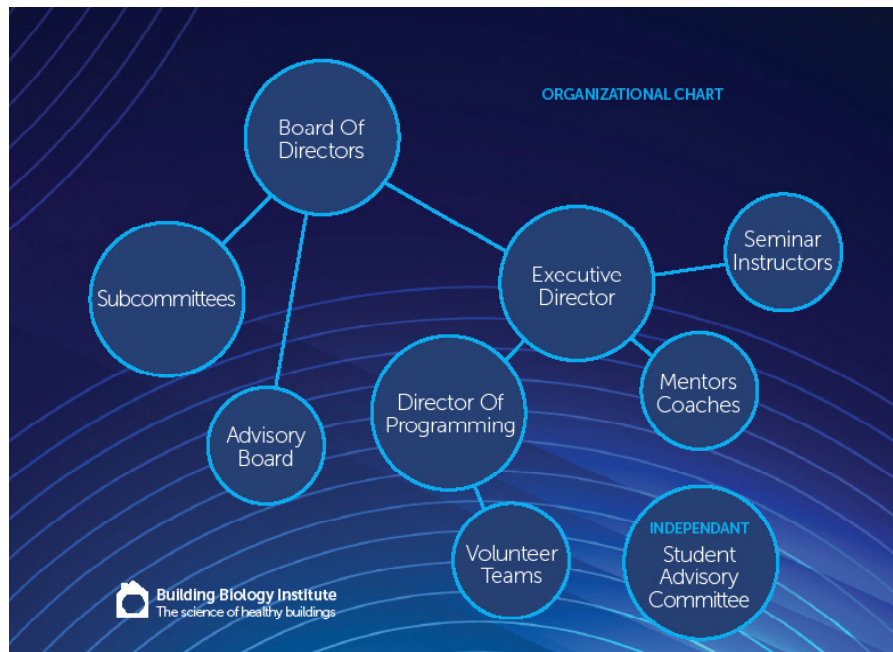 ORGANIZATIONAL CHART
Board Of
Directors
Seminar
Instructors
Executive
Director
Subcommittees
Mentors
Coaches
Director Of
Programming
Advisory
Board
INDEPENDANT
Student
Advisory
Committee
Volunteer
Teams
Building Biology Institute
The science of healthy buildings